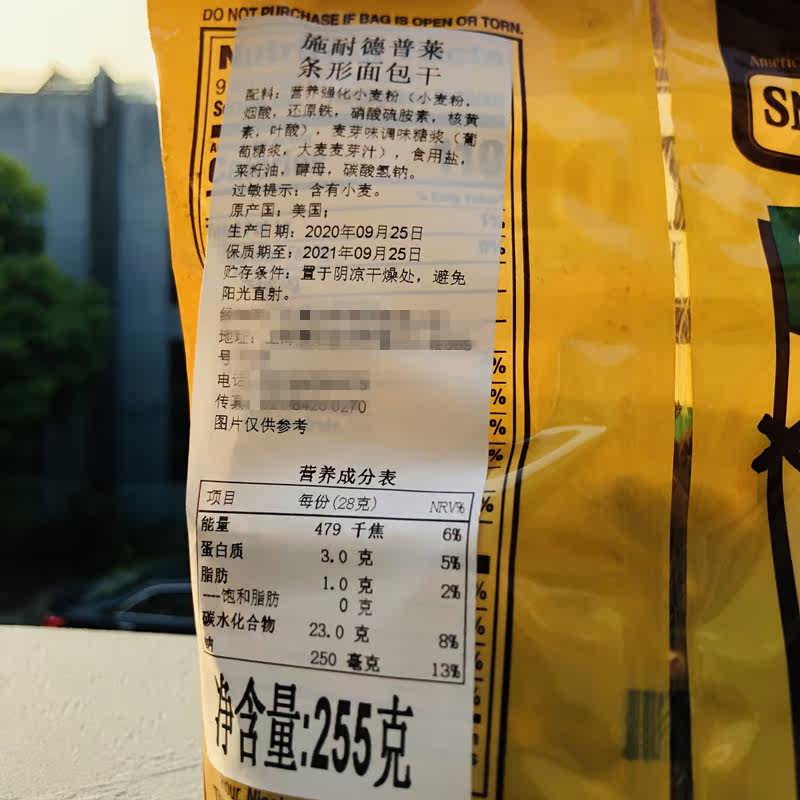 DO NOT PURCHASE IF BAG IS OPEN OR TORN.
施耐德普莱
条形面包干
配料：营养强化小麦粉（小麦粉，
烟酸，还原铁，硝酸硫胺素，核黄
素，叶酸），麦芽味调味糖浆（葡
萄糖浆，大麦麦芽汁），食用盐，
菜籽油，酵母，碳酸氢钠。
过敏提示：含有小麦。
原产国：美国；
生产日期：2020年09月25日
保质期至：2021年09月25日
贮存条件：置于阴凉干燥处，避免
阳光直射。
地址：上海
号
电话
传真
图片仅供参考
营养成分表
项目 每份(28克) NRV%
能量 479 千焦 6%
蛋白质 3.0 克 5%
脂肪 1.0 克 2%
----饱和脂肪 0 克
碳水化合物 23.0 克 8%
钠 250 毫克 13%
净含量:255克